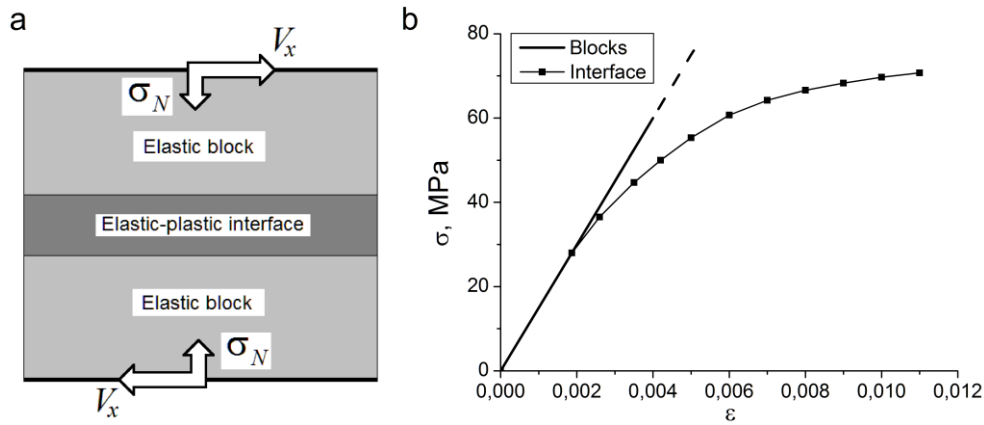 a
V_x
σ_N
Elastic block
Elastic-plastic interface
Elastic block
σ_N
V_x
b
Blocks
Interface
σ, MPa
80
60
40
20
0
0,000 0,002 0,004 0,006 0,008 0,010 0,012
ε